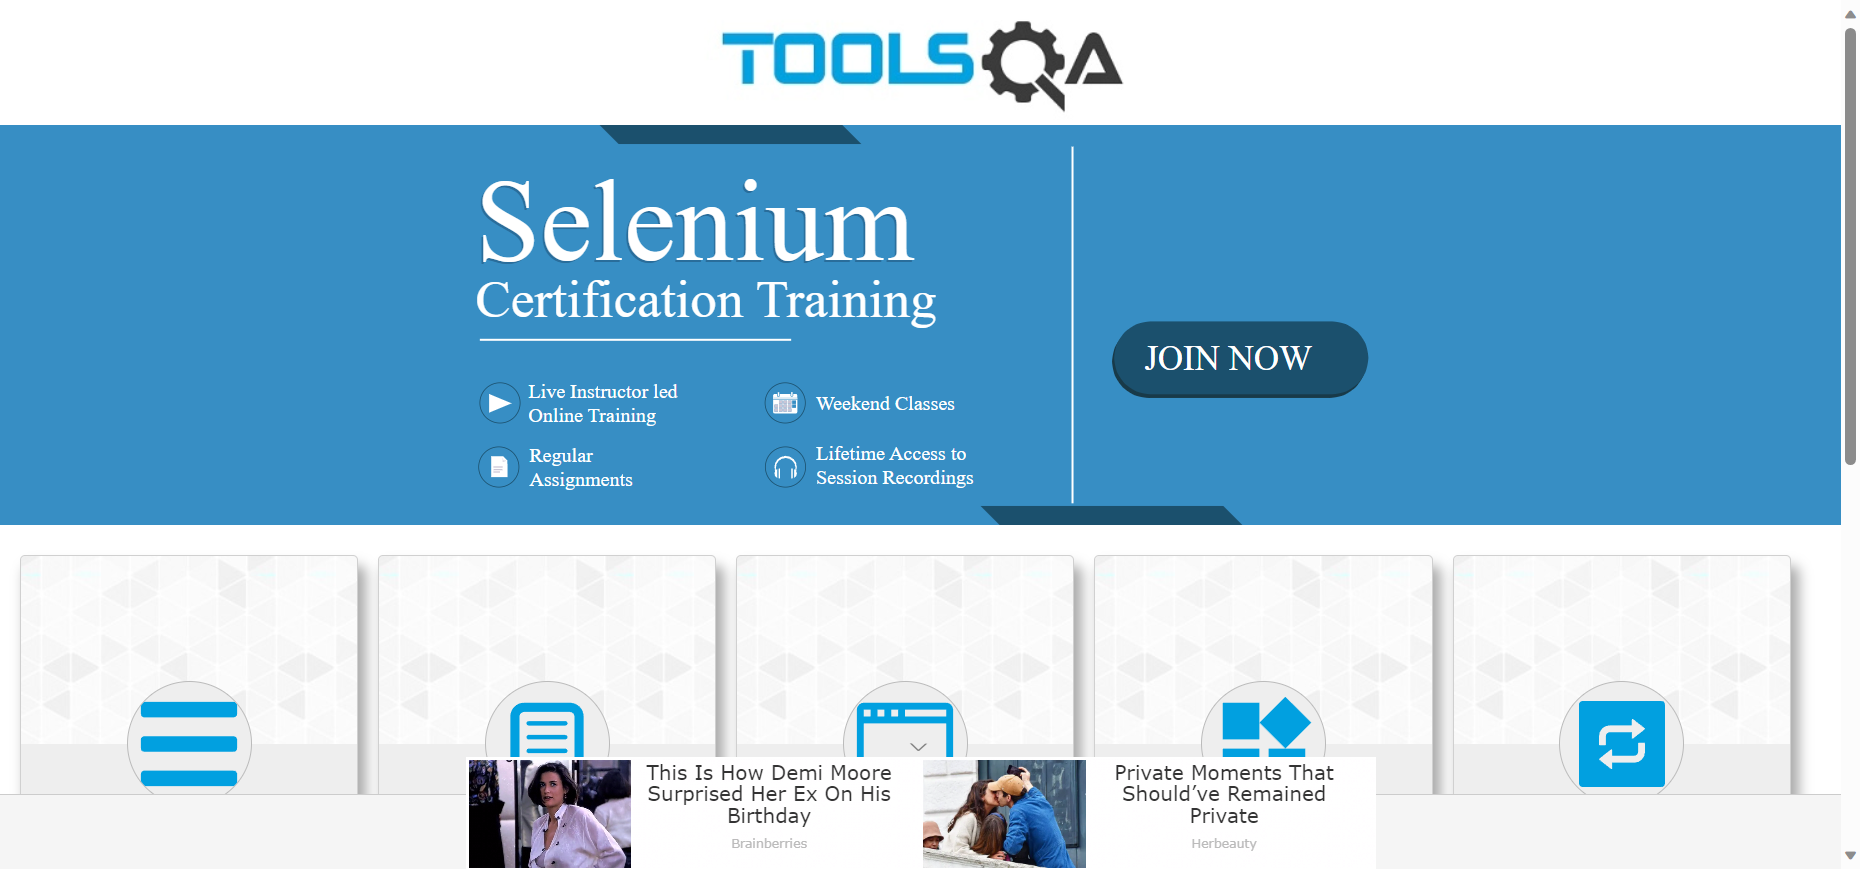 TOOLSQA
Selenium
Certification Training
JOIN NOW
Live Instructor led
Online Training
Weekend Classes
Regular
Assignments
Lifetime Access to
Session Recordings
This Is How Demi Moore
Surprised Her Ex On His
Birthday
Brainberries
Private Moments That
Should’ve Remained
Private
Herbeauty